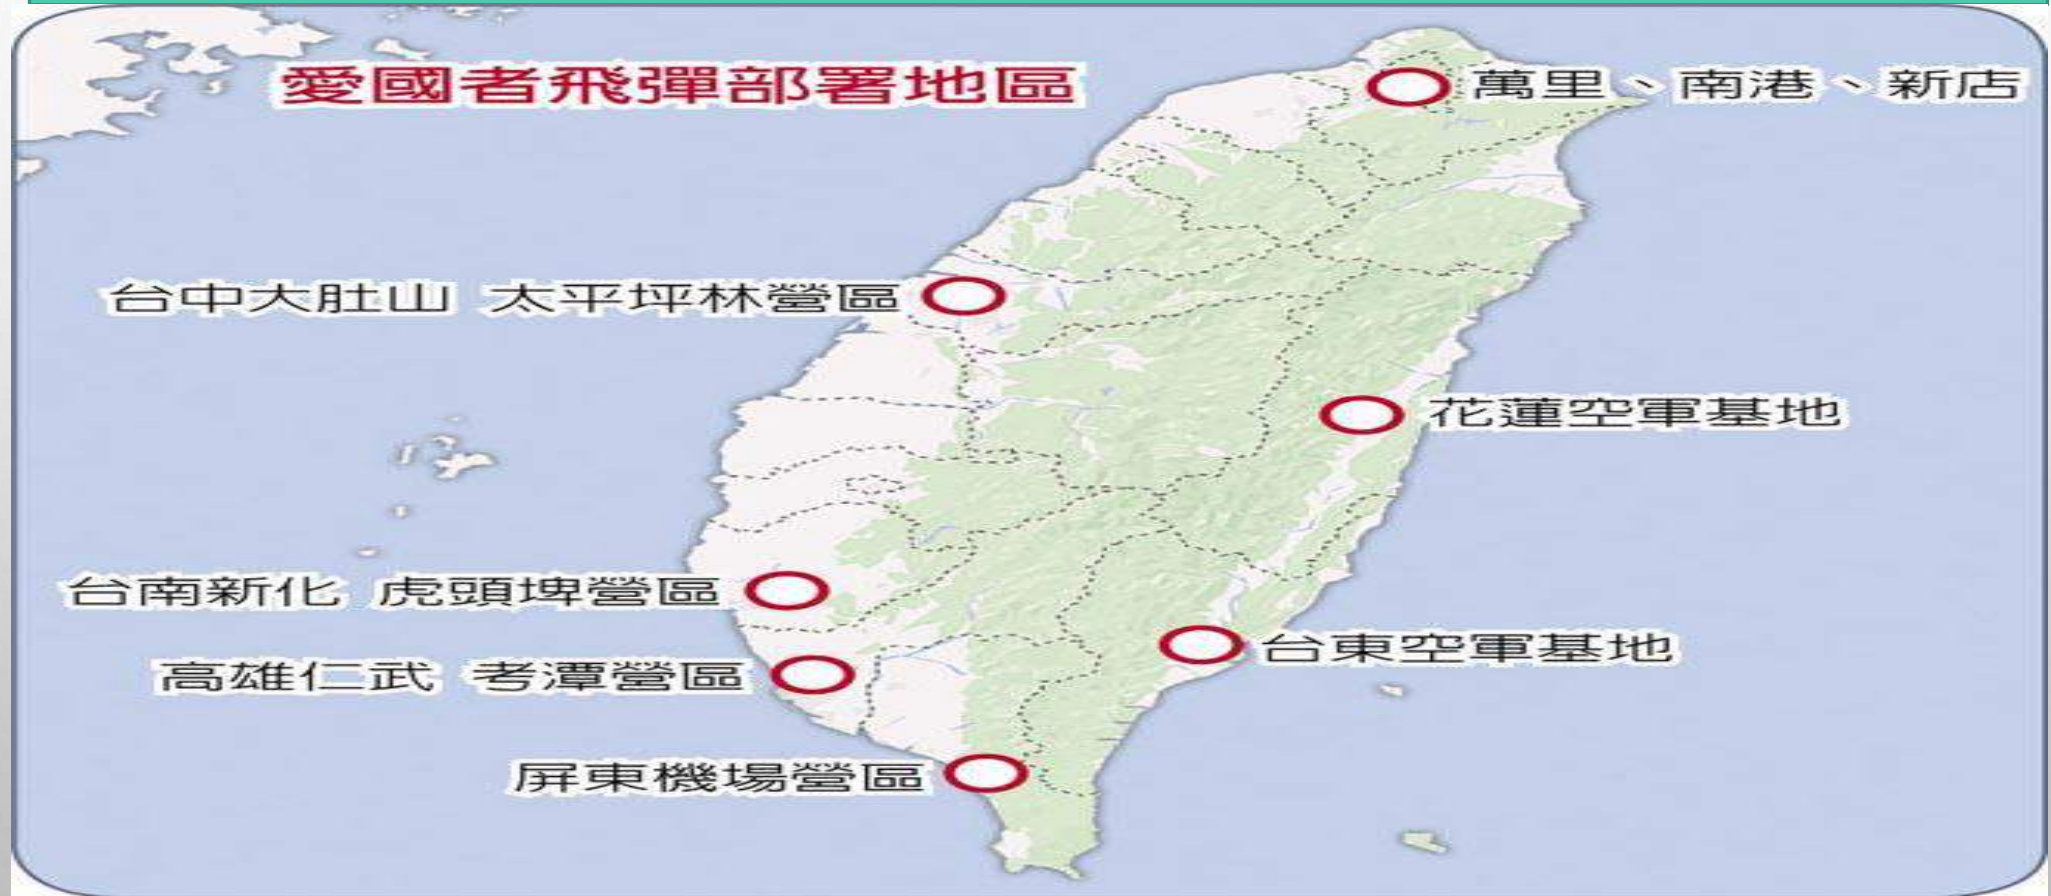 愛國者飛彈部署地區
萬里、南港、新店
台中大肚山 太平坪林營區
花蓮空軍基地
台南新化 虎頭埤營區
台東空軍基地
高雄仁武 考潭營區
屏東機場營區